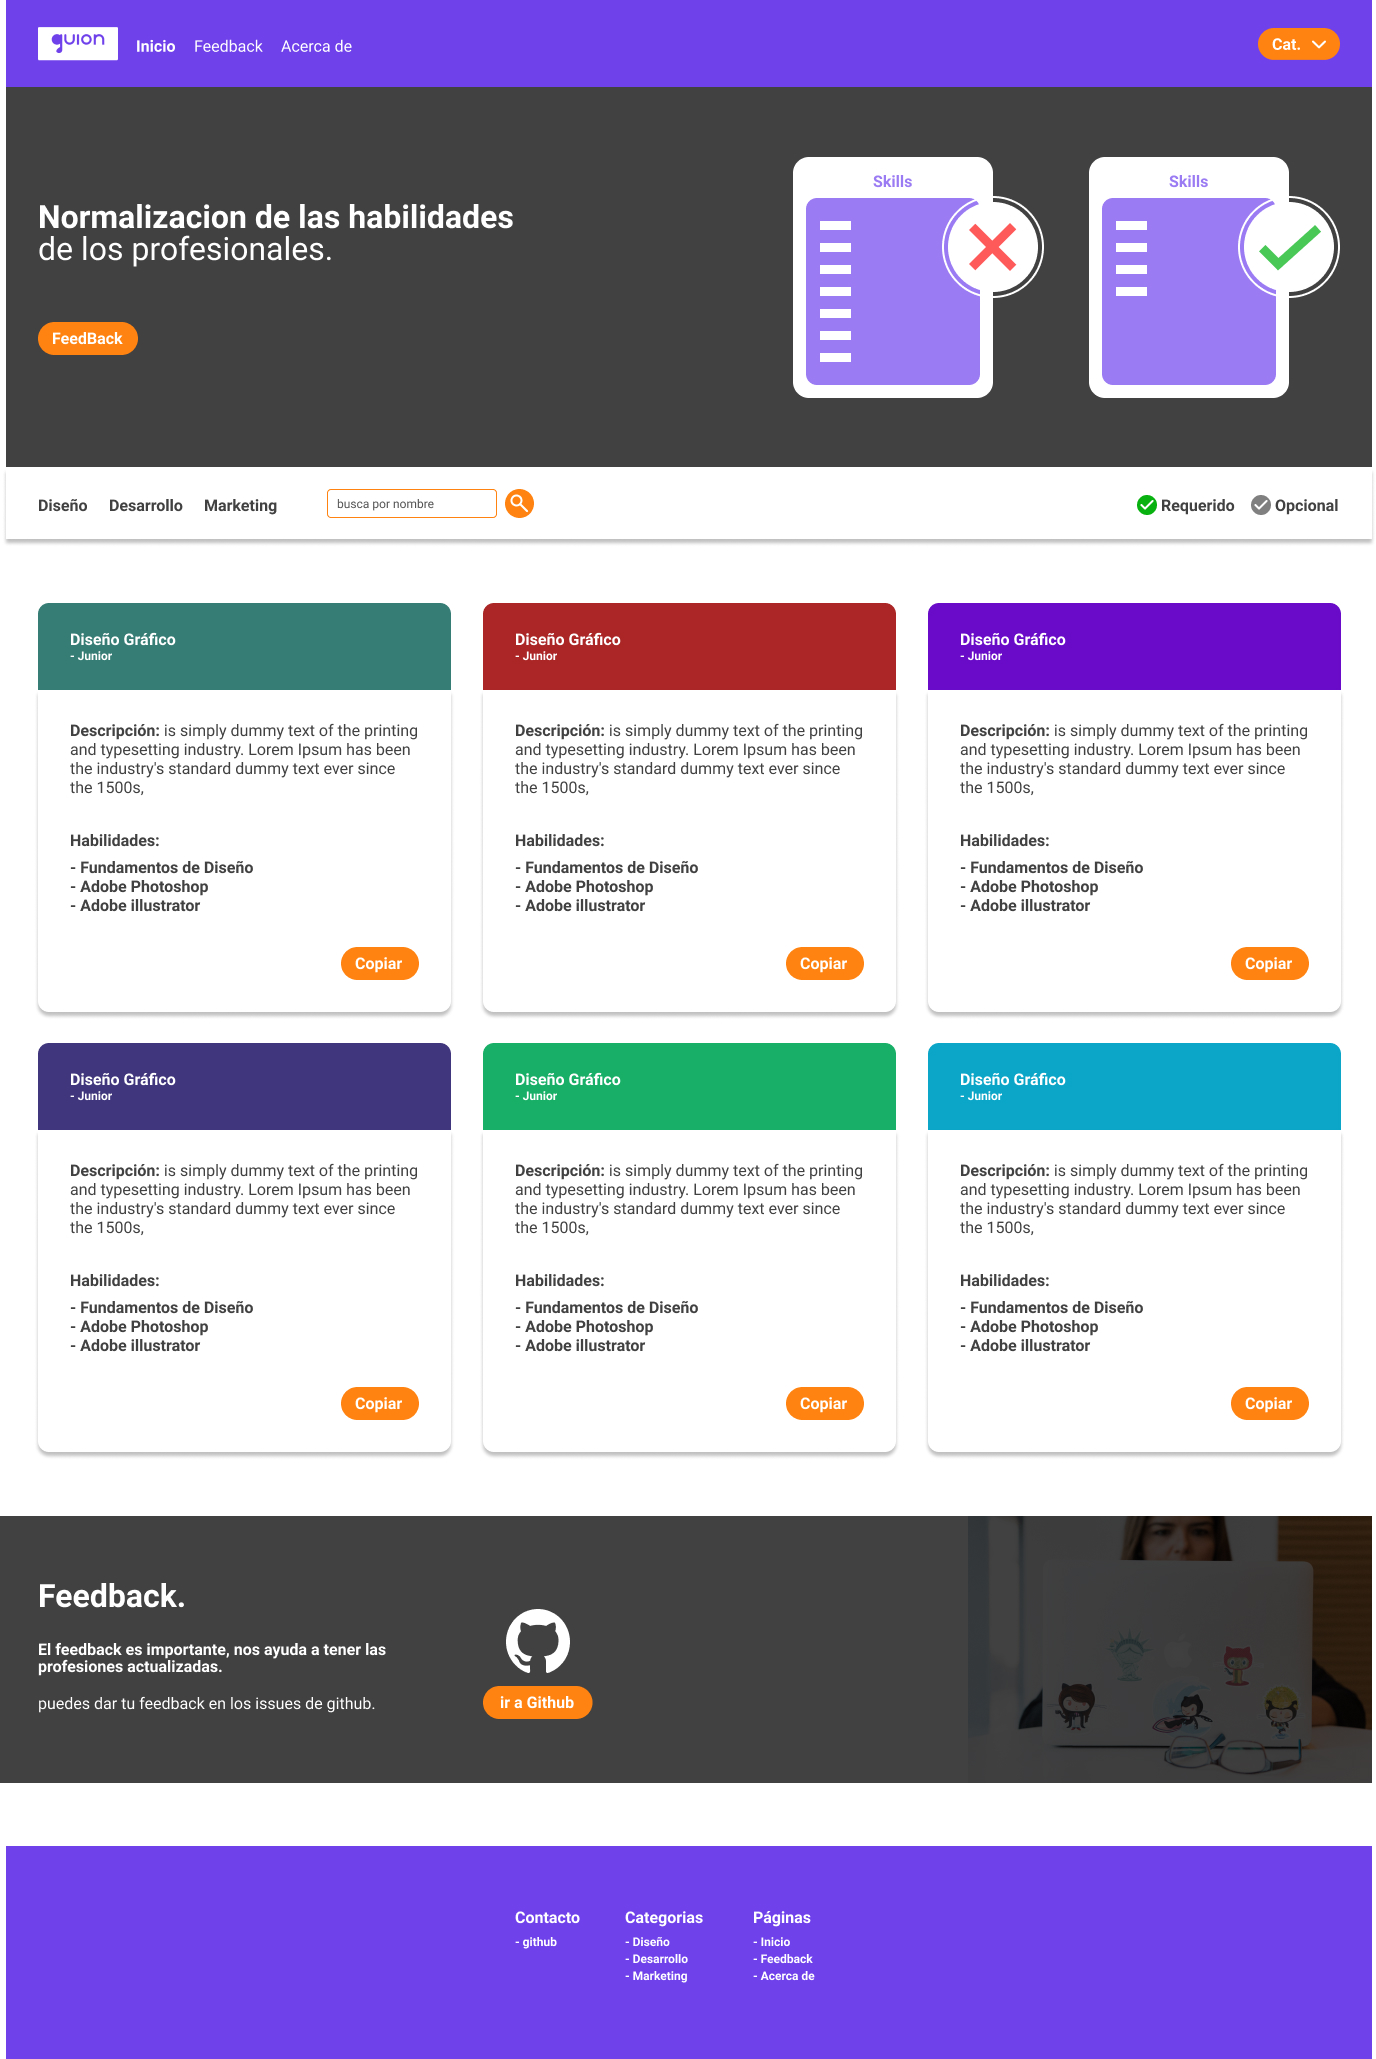 guion
Inicio Feedback Acerca de
Cat.
Normalizacion de las habilidades
de los profesionales.
FeedBack
Skills
Skills
Diseño Desarrollo Marketing
busca por nombre
Requerido Opcional
Diseño Gráfico
- Junior
Descripción: is simply dummy text of the printing
and typesetting industry. Lorem Ipsum has been
the industry's standard dummy text ever since
the 1500s,
Habilidades:
- Fundamentos de Diseño
- Adobe Photoshop
- Adobe illustrator
Copiar
Diseño Gráfico
- Junior
Descripción: is simply dummy text of the printing
and typesetting industry. Lorem Ipsum has been
the industry's standard dummy text ever since
the 1500s,
Habilidades:
- Fundamentos de Diseño
- Adobe Photoshop
- Adobe illustrator
Copiar
Diseño Gráfico
- Junior
Descripción: is simply dummy text of the printing
and typesetting industry. Lorem Ipsum has been
the industry's standard dummy text ever since
the 1500s,
Habilidades:
- Fundamentos de Diseño
- Adobe Photoshop
- Adobe illustrator
Copiar
Diseño Gráfico
- Junior
Descripción: is simply dummy text of the printing
and typesetting industry. Lorem Ipsum has been
the industry's standard dummy text ever since
the 1500s,
Habilidades:
- Fundamentos de Diseño
- Adobe Photoshop
- Adobe illustrator
Copiar
Diseño Gráfico
- Junior
Descripción: is simply dummy text of the printing
and typesetting industry. Lorem Ipsum has been
the industry's standard dummy text ever since
the 1500s,
Habilidades:
- Fundamentos de Diseño
- Adobe Photoshop
- Adobe illustrator
Copiar
Diseño Gráfico
- Junior
Descripción: is simply dummy text of the printing
and typesetting industry. Lorem Ipsum has been
the industry's standard dummy text ever since
the 1500s,
Habilidades:
- Fundamentos de Diseño
- Adobe Photoshop
- Adobe illustrator
Copiar
Feedback.
El feedback es importante, nos ayuda a tener las
profesiones actualizadas.
puedes dar tu feedback en los issues de github.
ir a Github
Contacto
- github
Categorias
- Diseño
- Desarrollo
- Marketing
Páginas
- Inicio
- Feedback
- Acerca de